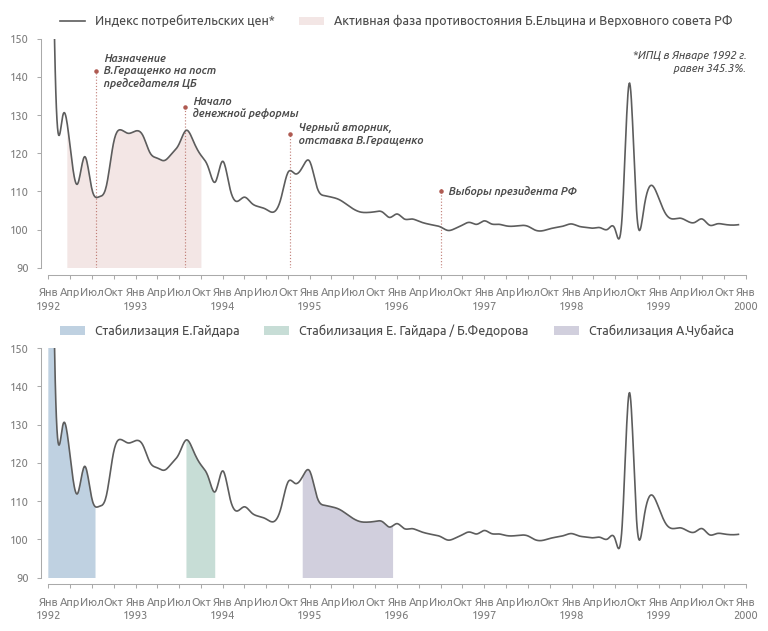 Индекс потребительских цен* Активная фаза противостояния Б.Ельцина и Верховного совета РФ
150
140
130
120
110
100
90
Назначение
В.Геращенко на пост
председателя ЦБ
Начало
денежной реформы
Черный вторник,
отставка В.Геращенко
Выборы президента РФ
*ИПЦ в Январе 1992 г.
равен 345.3%.
Янв Апр Июл Окт Янв Апр Июл Окт Янв Апр Июл Окт Янв Апр Июл Окт Янв Апр Июл Окт Янв Апр Июл Окт Янв Апр Июл Окт Янв Апр Июл Окт Янв
1992 1993 1994 1995 1996 1997 1998 1999 2000
Стабилизация Е.Гайдара Стабилизация Е. Гайдара / Б.Федорова Стабилизация А.Чубайса
150
140
130
120
110
100
90
Янв Апр Июл Окт Янв Апр Июл Окт Янв Апр Июл Окт Янв Апр Июл Окт Янв Апр Июл Окт Янв Апр Июл Окт Янв Апр Июл Окт Янв Апр Июл Окт Янв
1992 1993 1994 1995 1996 1997 1998 1999 2000